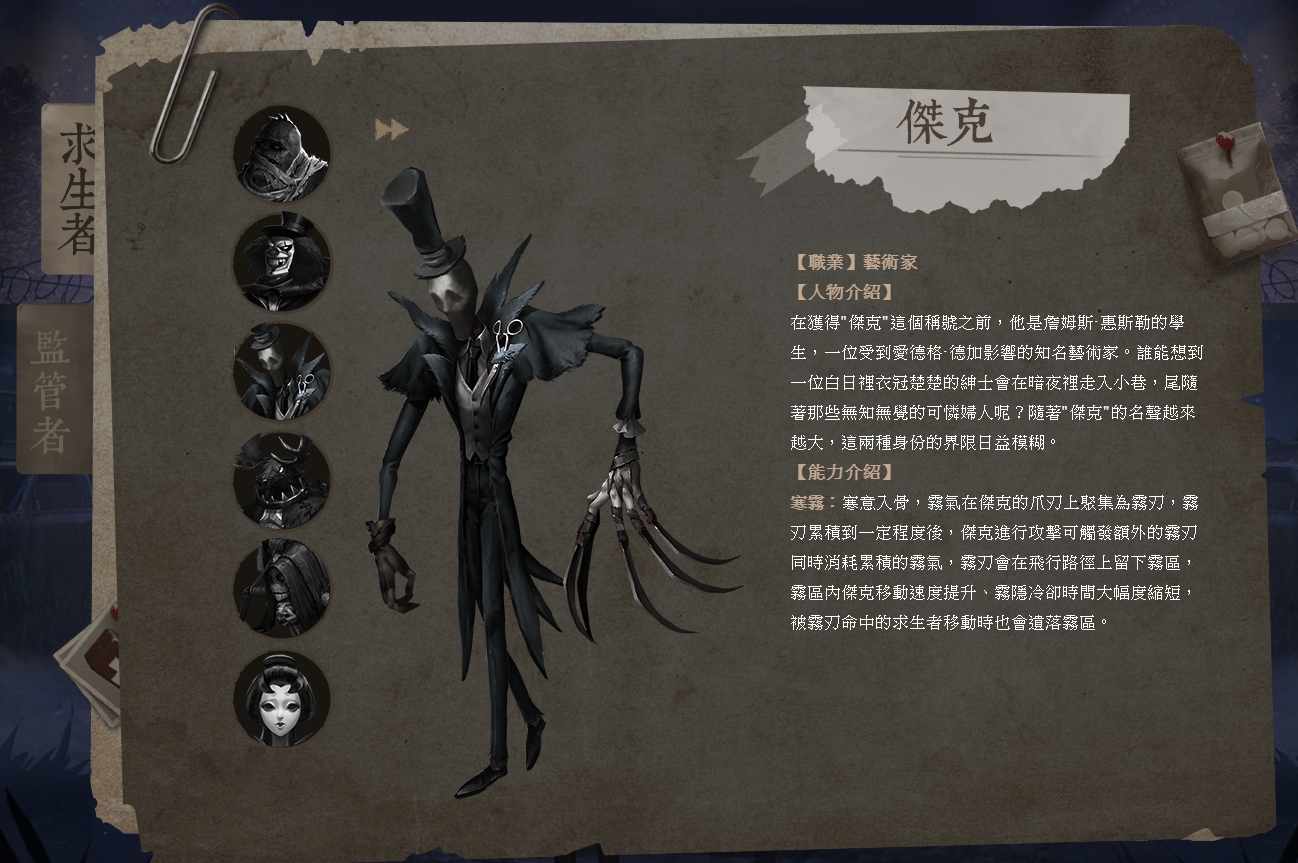 求生者
監管者
傑克
【職業】藝術家
【人物介紹】
在獲得"傑克"這個稱號之前，他是詹姆斯·惠斯勒的學
生，一位受到愛德格·德加影響的知名藝術家。誰能想到
一位白日裡衣冠楚楚的紳士會在暗夜裡走入小巷，尾隨
著那些無知無覺的可憐婦人呢？隨著"傑克"的名聲越來
越大，這兩種身份的界限日益模糊。
【能力介紹】
寒霧：寒意入骨，霧氣在傑克的爪刃上聚集為霧刃，霧
刃累積到一定程度後，傑克進行攻擊可觸發額外的霧刃
同時消耗累積的霧氣，霧刃會在飛行路徑上留下霧區，
霧區內傑克移動速度提升、霧隱冷卻時間大幅度縮短，
被霧刃命中的求生者移動時也會遺落霧區。